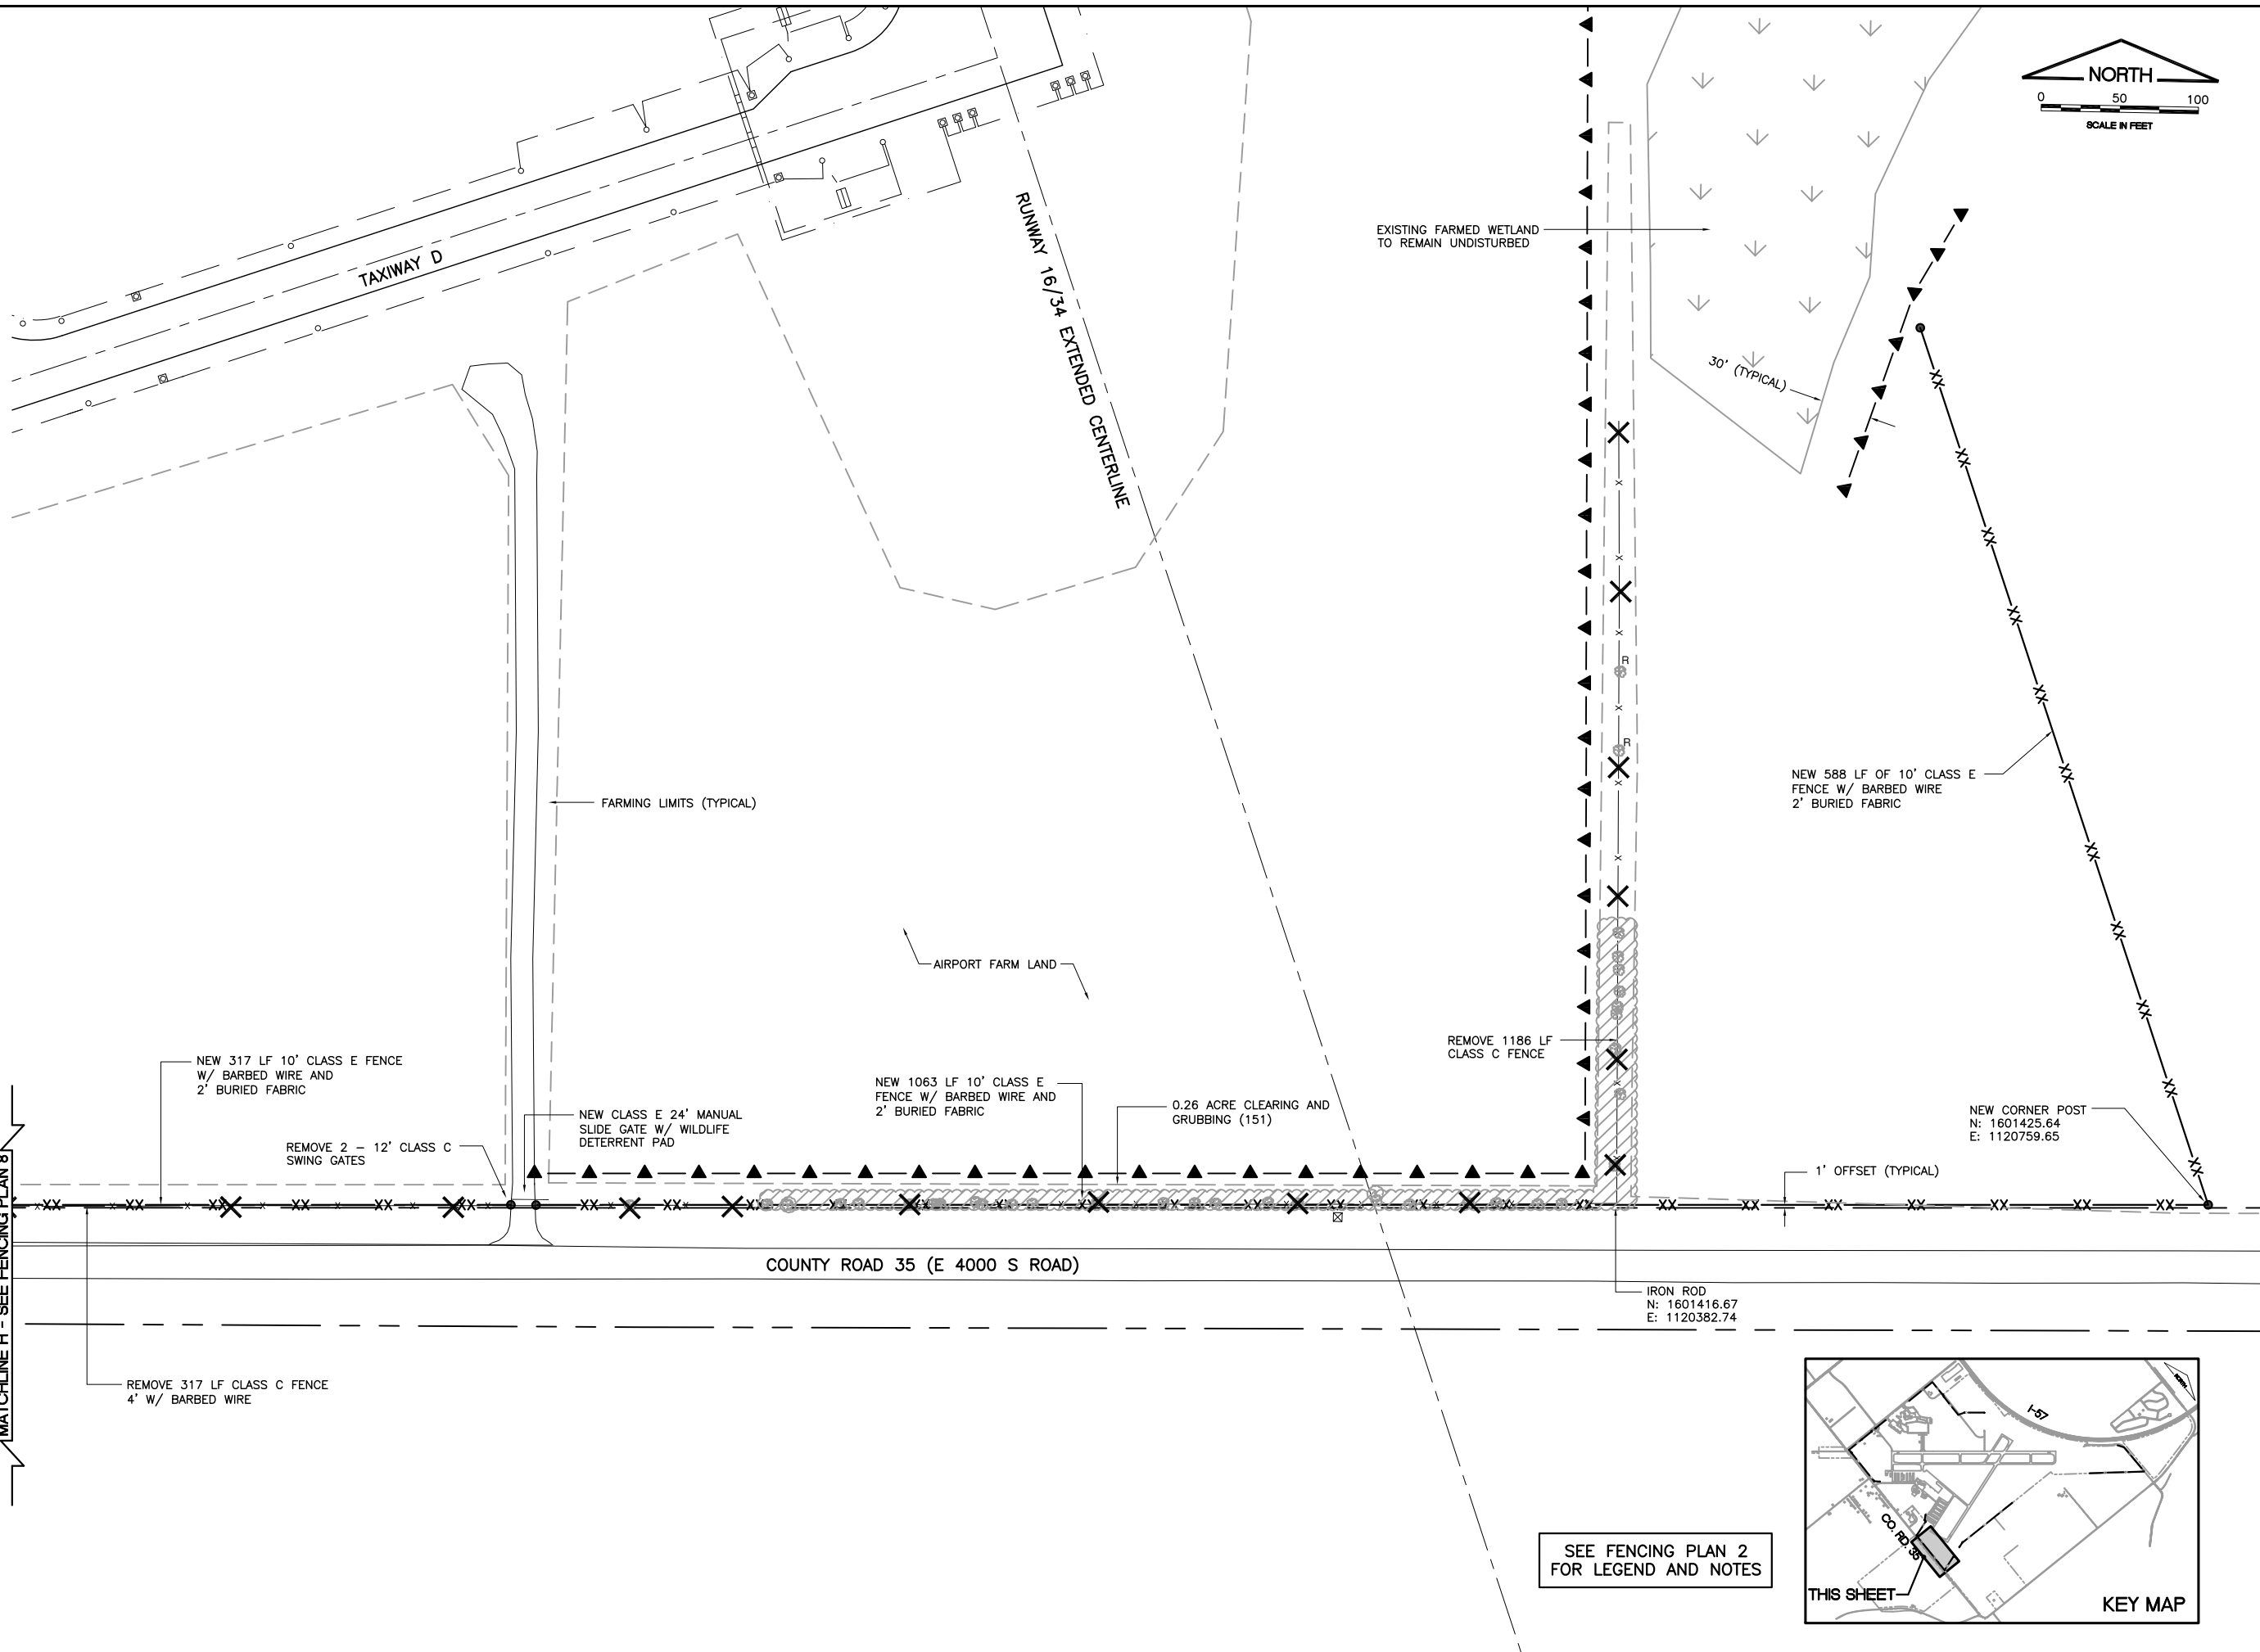 NORTH
0 50 100
SCALE IN FEET
EXISTING FARMED WETLAND
TO REMAIN UNDISTURBED
TAXIWAY D
RUNWAY 16/34 EXTENDED CENTERLINE
30' (TYPICAL)
R
R
NEW 588 LF OF 10' CLASS E
FENCE W/ BARBED WIRE
2' BURIED FABRIC
FARMING LIMITS (TYPICAL)
AIRPORT FARM LAND
REMOVE 1186 LF
CLASS C FENCE
NEW 317 LF 10' CLASS E FENCE
W/ BARBED WIRE AND
2' BURIED FABRIC
NEW 1063 LF 10' CLASS E
FENCE W/ BARBED WIRE AND
2' BURIED FABRIC
0.26 ACRE CLEARING AND
GRUBBING (151)
NEW CLASS E 24' MANUAL
SLIDE GATE W/ WILDLIFE
DETERRENT PAD
REMOVE 2 – 12' CLASS C
SWING GATES
NEW CORNER POST
N: 1601425.64
E: 1120759.65
1' OFFSET (TYPICAL)
MATCHLINE H - SEE FENCING PLAN 8
COUNTY ROAD 35 (E 4000 S ROAD)
IRON ROD
N: 1601416.67
E: 1120382.74
REMOVE 317 LF CLASS C FENCE
4' W/ BARBED WIRE
SEE FENCING PLAN 2
FOR LEGEND AND NOTES
NORTH
I-57
CO. RD. 35
THIS SHEET
KEY MAP